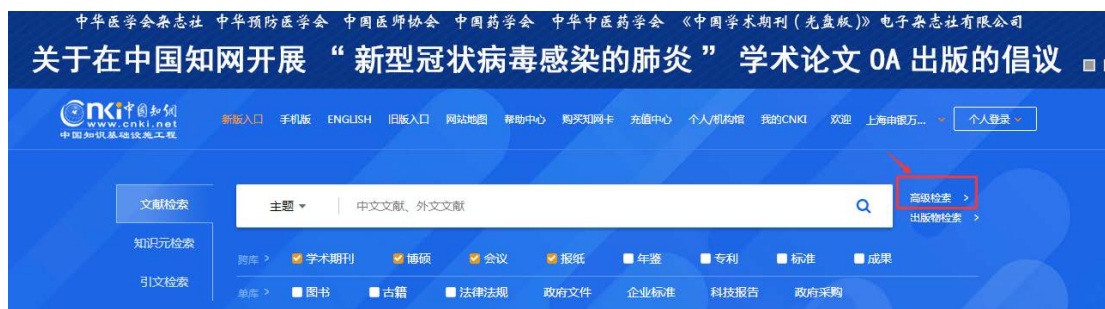 中华医学会杂志社 中华预防医学会 中国医师协会 中国药学会 中华中医药学会 《中国学术期刊(光盘版)》电子杂志社有限公司
关于在中国知网开展 “新型冠状病毒感染的肺炎” 学术论文 OA 出版的倡议
cnki中国知网
www.cnki.net
中国知识基础设施工程
新版入口 手机版 ENGLISH 旧版入口 网站地图 帮助中心 购买知网卡 充值中心 个人/机构馆 我的CNKI 欢迎 上海申银万... 个人登录
文献检索 主题 中文文献、外文文献 高级检索 >
出版物检索 >
知识元检索
跨库 > 学术期刊 博硕 会议 报纸 年鉴 专利 标准 成果
引文检索
单库 > 图书 古籍 法律法规 政府文件 企业标准 科技报告 政府采购